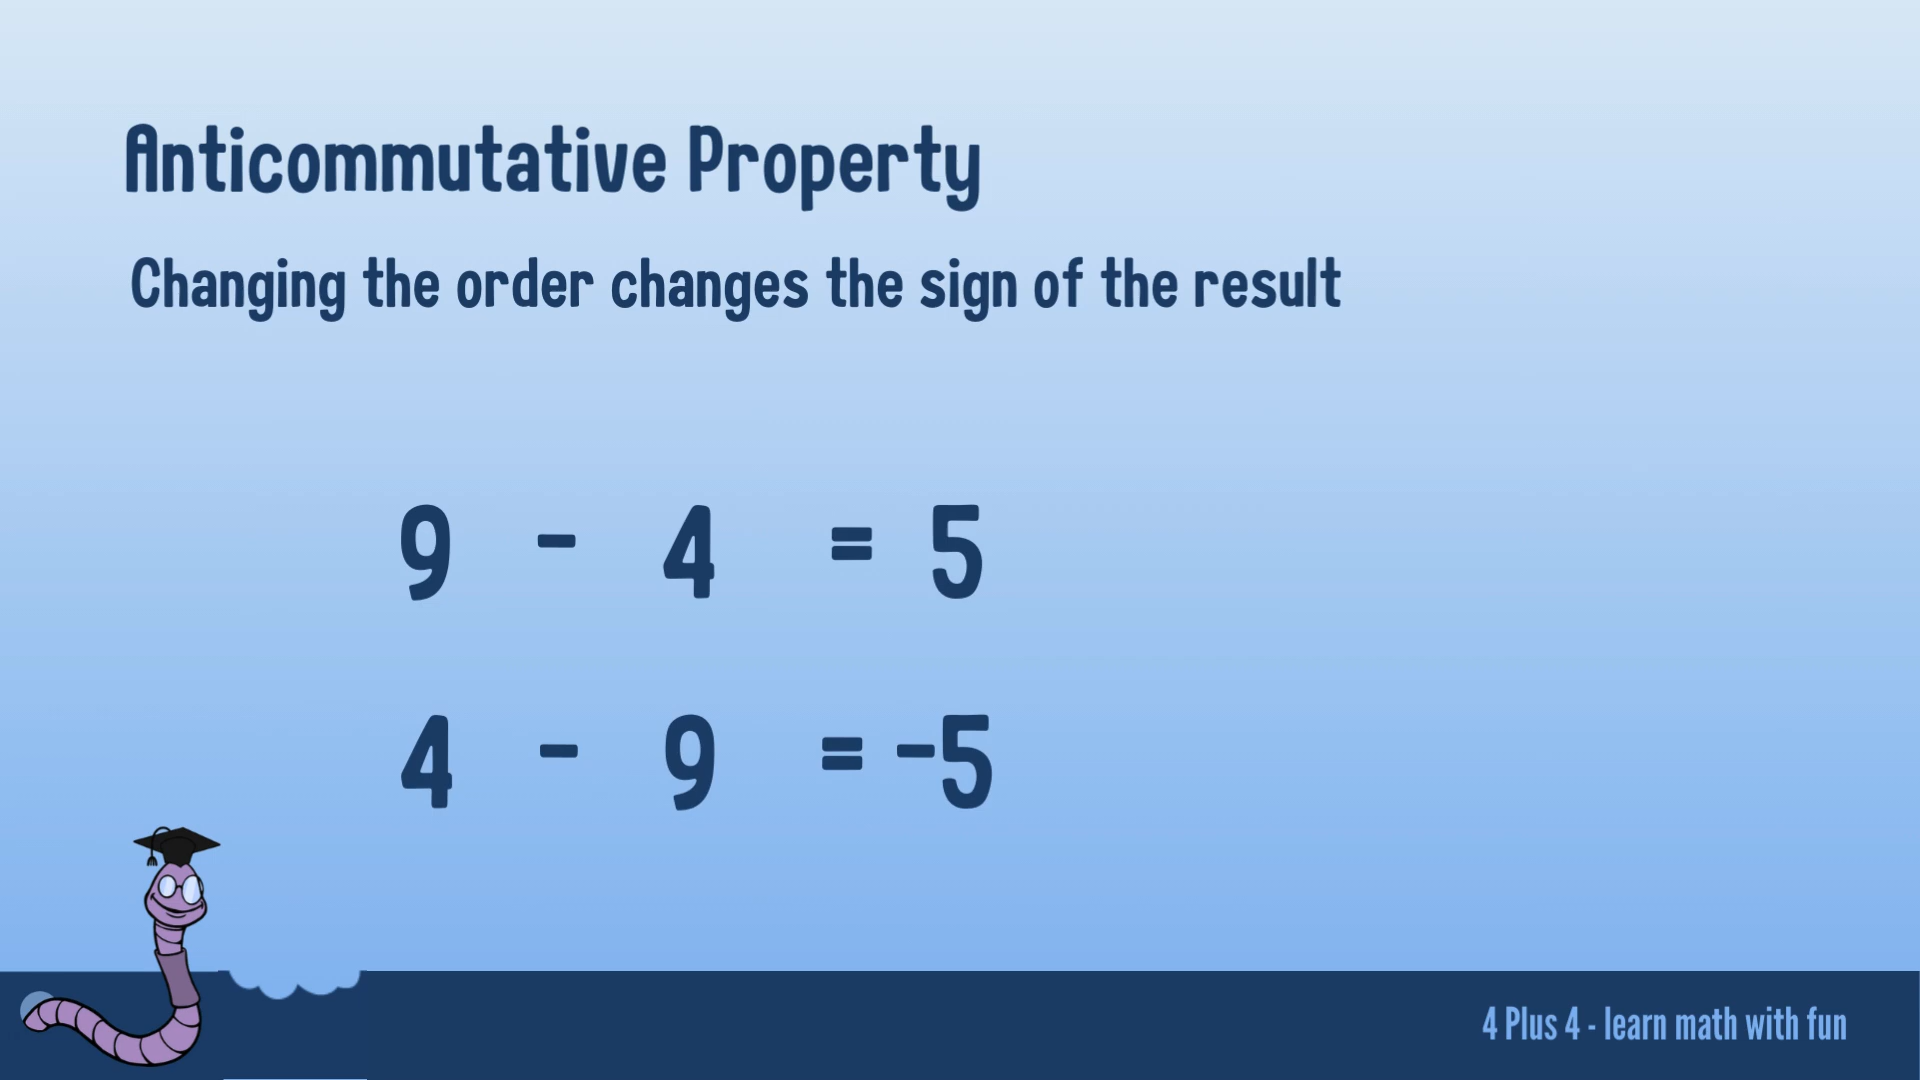 Anticommutative Property
Changing the order changes the sign of the result
9 - 4 = 5
4 - 9 = -5
4 Plus 4 - learn math with fun